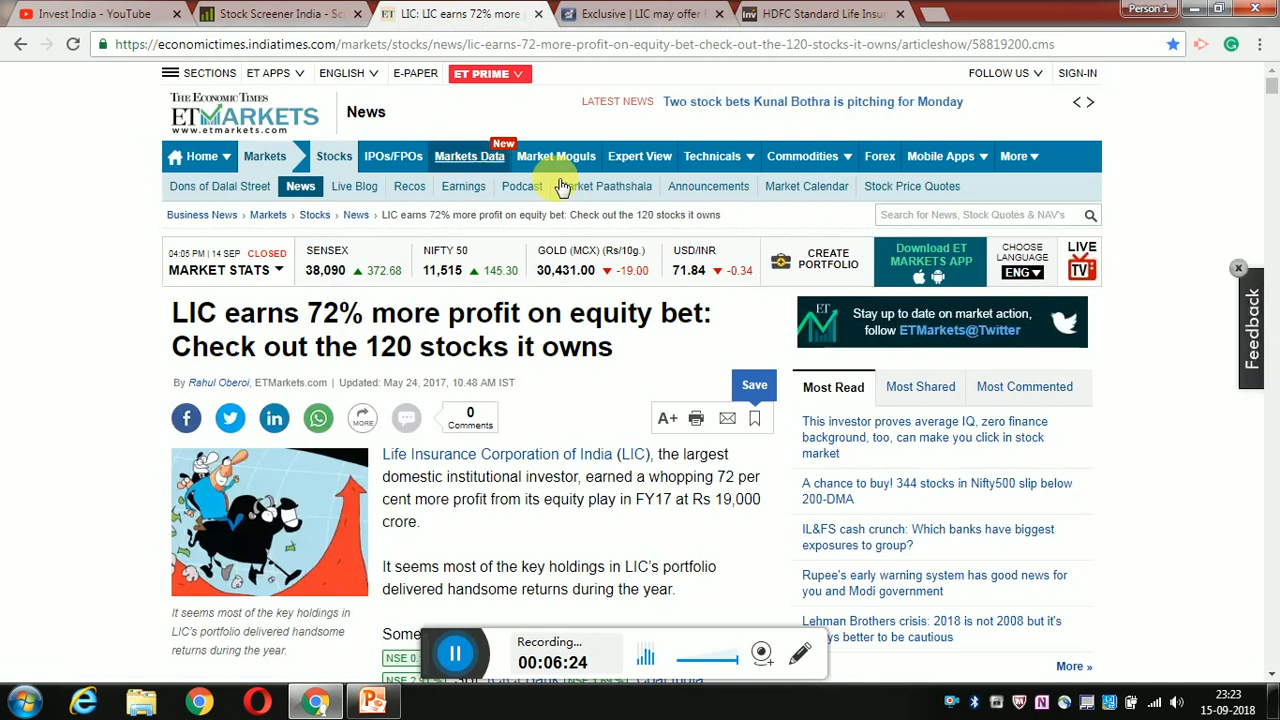 Invest India - YouTube
Stock Screener India - S
LIC: LIC earns 72% more
Exclusive | LIC may offer
HDFC Standard Life Insu
Person 1
https://economictimes.indiatimes.com/markets/stocks/news/lic-earns-72-more-profit-on-equity-bet-check-out-the-120-stocks-it-owns/articleshow/58819200.cms
SECTIONS ET APPS ENGLISH E-PAPER ET PRIME FOLLOW US SIGN-IN
THE ECONOMIC TIMES
ETMARKETS
www.etmarkets.com
News
LATEST NEWS Two stock bets Kunal Bothra is pitching for Monday
New
Home Markets Stocks IPOs/FPOs Markets Data Market Moguls Expert View Technicals Commodities Forex Mobile Apps More
Dons of Dalal Street News Live Blog Recos Earnings Podcast Market Paathshala Announcements Market Calendar Stock Price Quotes
Business News › Markets › Stocks › News › LIC earns 72% more profit on equity bet: Check out the 120 stocks it owns
Search for News, Stock Quotes & NAV's
04:05 PM | 14 SEP CLOSED
MARKET STATS
SENSEX
38,090 ▲ 372.68
NIFTY 50
11,515 ▲ 145.30
GOLD (MCX) (Rs/10g.)
30,431.00 ▼ -19.00
USD/INR
71.84 ▼ -0.34
CREATE
PORTFOLIO
Download ET
MARKETS APP
CHOOSE
LANGUAGE
ENG
LIVE
TV
Feedback
LIC earns 72% more profit on equity bet:
Check out the 120 stocks it owns
By Rahul Oberoi, ETMarkets.com | Updated: May 24, 2017, 10.48 AM IST
Save
MORE
0
Comments
A+
ET
Stay up to date on market action,
follow ETMarkets@Twitter
Most Read Most Shared Most Commented
This investor proves average IQ, zero finance
background, too, can make you click in stock
market
A chance to buy! 344 stocks in Nifty500 slip below
200-DMA
IL&FS cash crunch: Which banks have biggest
exposures to group?
Rupee's early warning system has good news for
you and Modi government
Lehman Brothers crisis: 2018 is not 2008 but it's
better to be cautious
More »
Life Insurance Corporation of India (LIC), the largest
domestic institutional investor, earned a whopping 72 per
cent more profit from its equity play in FY17 at Rs 19,000
crore.
It seems most of the key holdings in LIC's portfolio
delivered handsome returns during the year.
It seems most of the key holdings in
LIC's portfolio delivered handsome
returns during the year.
Recording...
00:06:24
23:23
15-09-2018